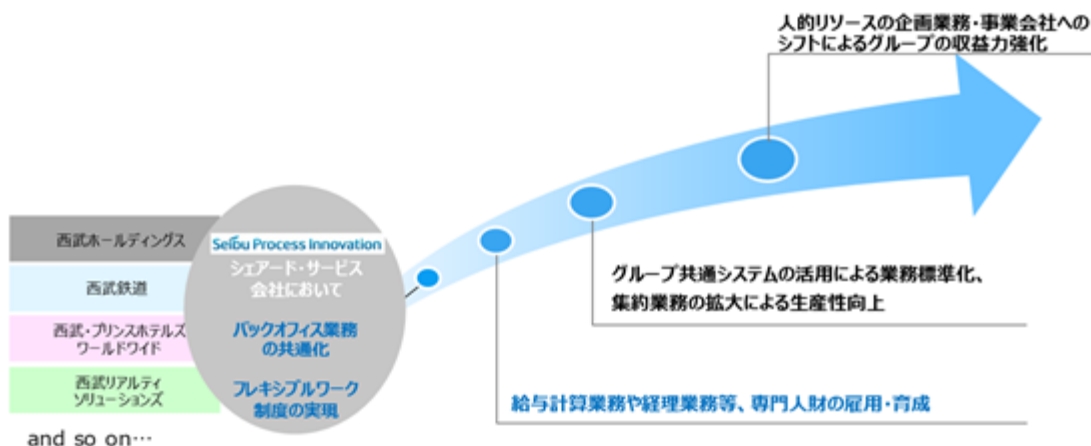 人的リソースの企画業務・事業会社への
シフトによるグループの収益力強化
西武ホールディングス
西武鉄道
西武・プリンスホテルズ
ワールドワイド
西武リアルティ
ソリューションズ
and so on…
Seibu Process Innovation
シェアード・サービス
会社において
バックオフィス業務
の共通化
フレキシブルワーク
制度の実現
グループ共通システムの活用による業務標準化、
集約業務の拡大による生産性向上
給与計算業務や経理業務等、専門人財の雇用・育成